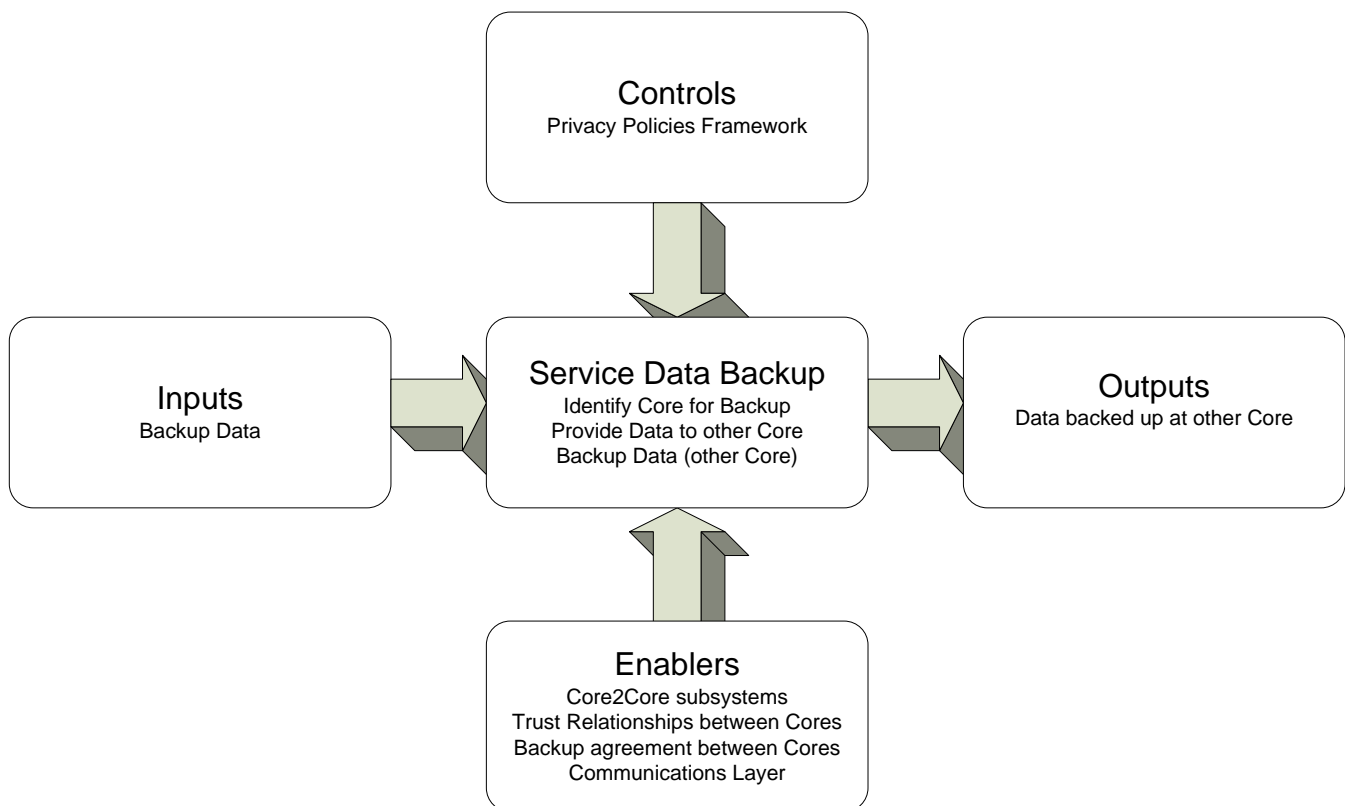 Controls
Privacy Policies Framework
Inputs
Backup Data
Service Data Backup
Identify Core for Backup
Provide Data to other Core
Backup Data (other Core)
Outputs
Data backed up at other Core
Enablers
Core2Core subsystems
Trust Relationships between Cores
Backup agreement between Cores
Communications Layer